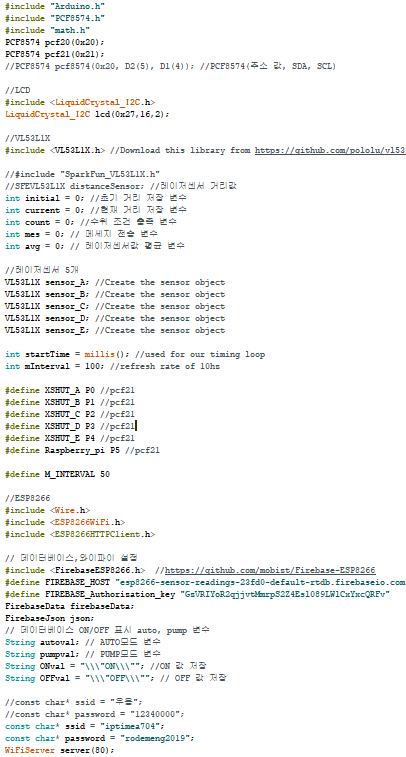 #include "Arduino.h"
#include "PCF8574.h"
#include "math.h"
PCF8574 pcf20(0x20);
PCF8574 pcf21(0x21);
//PCF8574 pcf8574(0x20, D2(5), D1(4)); //PCF8574(주소 값, SDA, SCL)
//LCD
#include <LiquidCrystal_I2C.h>
LiquidCrystal_I2C lcd(0x27,16,2);
//VL53L1X
#include <VL53L1X.h> //Download this library from https://github.com/pololu/vl53
//#include "SparkFun_VL53L1X.h"
//SFEVL53L1X distanceSensor; //레이저센서 거리값
int initial = 0; //초기 거리 저장 변수
int current = 0; //현재 거리 저장 변수
int count = 0; //수위 조건 충족 변수
int mes = 0; // 메세지 전송 변수
int avg = 0; // 레이저센서값 평균 변수
//레이저센서 5개
VL53L1X sensor_A; //Create the sensor object
VL53L1X sensor_B; //Create the sensor object
VL53L1X sensor_C; //Create the sensor object
VL53L1X sensor_D; //Create the sensor object
VL53L1X sensor_E; //Create the sensor object
int startTime = millis(); //used for our timing loop
int mInterval = 100; //refresh rate of 10hz
#define XSHUT_A P0 //pcf21
#define XSHUT_B P1 //pcf21
#define XSHUT_C P2 //pcf21
#define XSHUT_D P3 //pcf21
#define XSHUT_E P4 //pcf21
#define Raspberry_pi P5 //pcf21
#define M_INTERVAL 50
//ESP8266
#include <Wire.h>
#include <ESP8266WiFi.h>
#include <ESP8266HTTPClient.h>
// 데이터베이스,와이파이 설정
#include <FirebaseESP8266.h> //https://github.com/mobizt/Firebase-ESP8266
#define FIREBASE_HOST "esp8266-sensor-readings-23fd0-default-rtdb.firebaseio.com
#define FIREBASE_Authorisation_key
FirebaseData firebaseData;
FirebaseJson json;
// 데이터베이스 ON/OFF 표시 auto, pump 변수
String autoval; // AUTO모드 변수
String pumpval; // PUMP모드 변수
String ONval = "\\\"ON\\\""; //ON 값 저장
String OFFval = "\\\"OFF\\\""; // OFF 값 저장
//const char* ssid = "우용";
//const char* password = "12340000";
const char* ssid = "iptimea704";
const char* password = "rodemeng2019";
WiFiServer server(80);